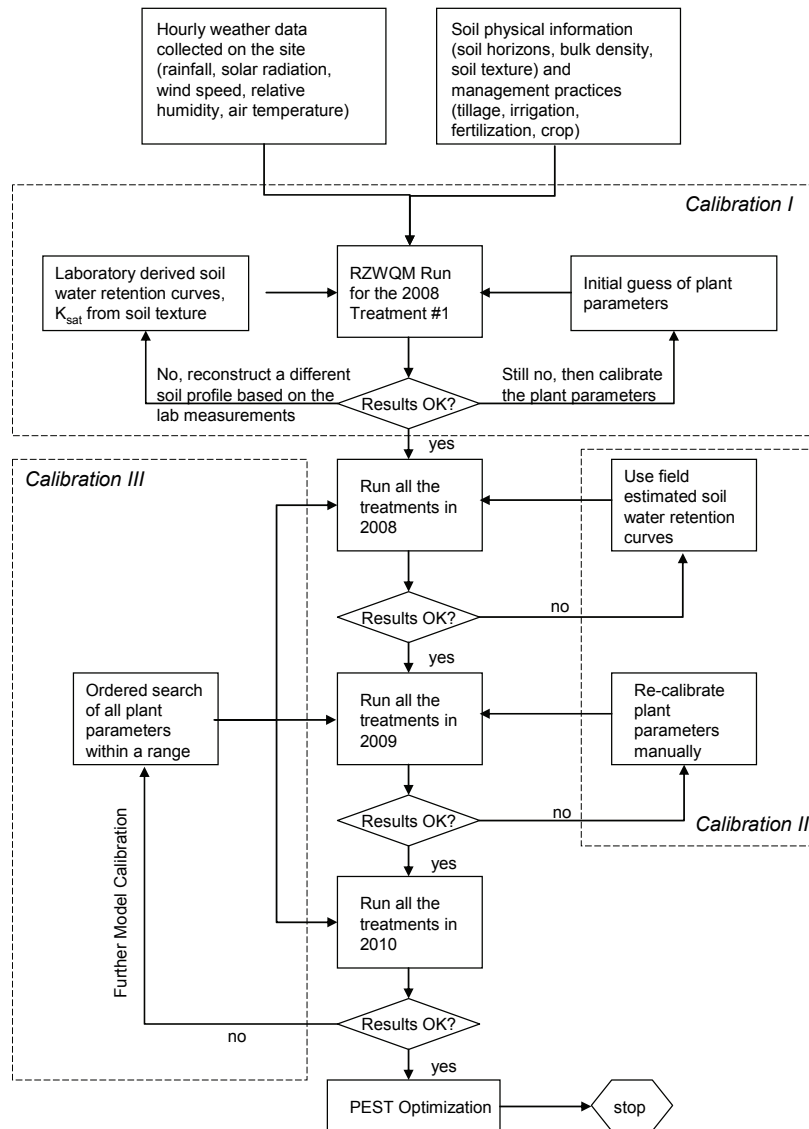 Hourly weather data
collected on the site
(rainfall, solar radiation,
wind speed, relative
humidity, air temperature)
Soil physical information
(soil horizons, bulk density,
soil texture) and
management practices
(tillage, irrigation,
fertilization, crop)
Calibration I
Laboratory derived soil
water retention curves,
Ksat from soil texture
RZWQM Run
for the 2008
Treatment #1
Initial guess of plant
parameters
No, reconstruct a different
soil profile based on the
lab measurements
Results OK?
Still no, then calibrate
the plant parameters
yes
Calibration III
Run all the
treatments in
2008
Use field
estimated soil
water retention
curves
Results OK?
no
yes
Ordered search
of all plant
parameters
within a range
Run all the
treatments in
2009
Re-calibrate
plant
parameters
manually
Results OK?
no
Calibration II
yes
Further Model Calibration
Run all the
treatments in
2010
Results OK?
no
yes
PEST Optimization
stop